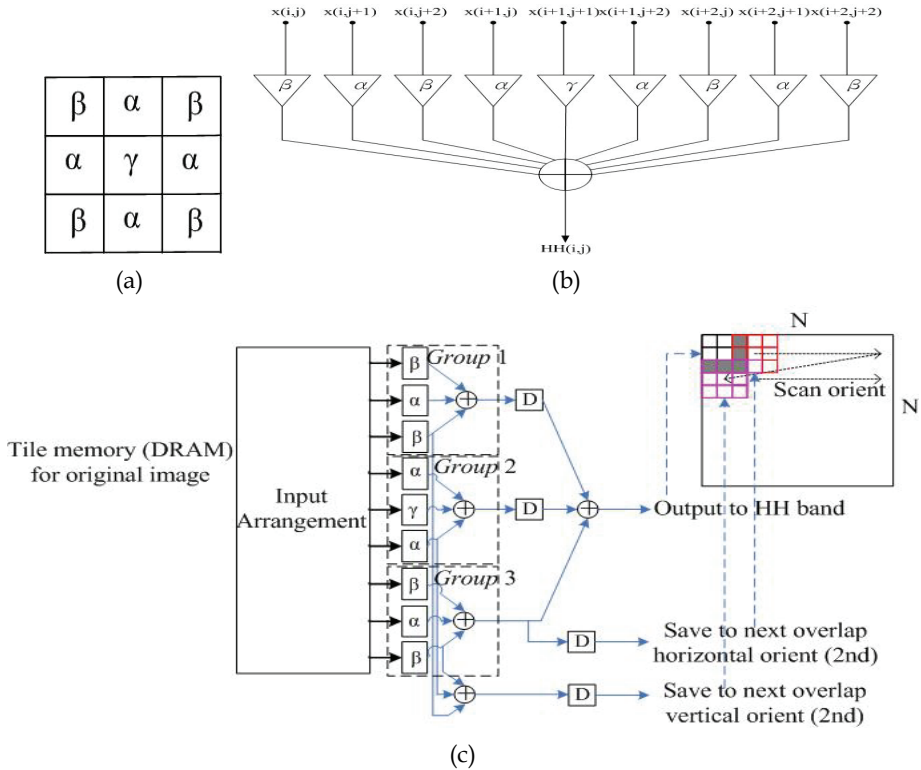 x(i,j) x(i,j+1) x(i,j+2) x(i+1,j) x(i+1,j+1) x(i+1,j+2) x(i+2,j) x(i+2,j+1) x(i+2,j+2)
β α β α γ α β α β
β α β
α γ α
β α β
HH(i,j)
(a)
(b)
Tile memory (DRAM)
for original image
Input
Arrangement
β
α
β
Group 1
D
α
γ
α
Group 2
D
β
α
β
Group 3
D
D
N
N
Scan orient
Output to HH band
Save to next overlap
horizontal orient (2nd)
Save to next overlap
vertical orient (2nd)
(c)